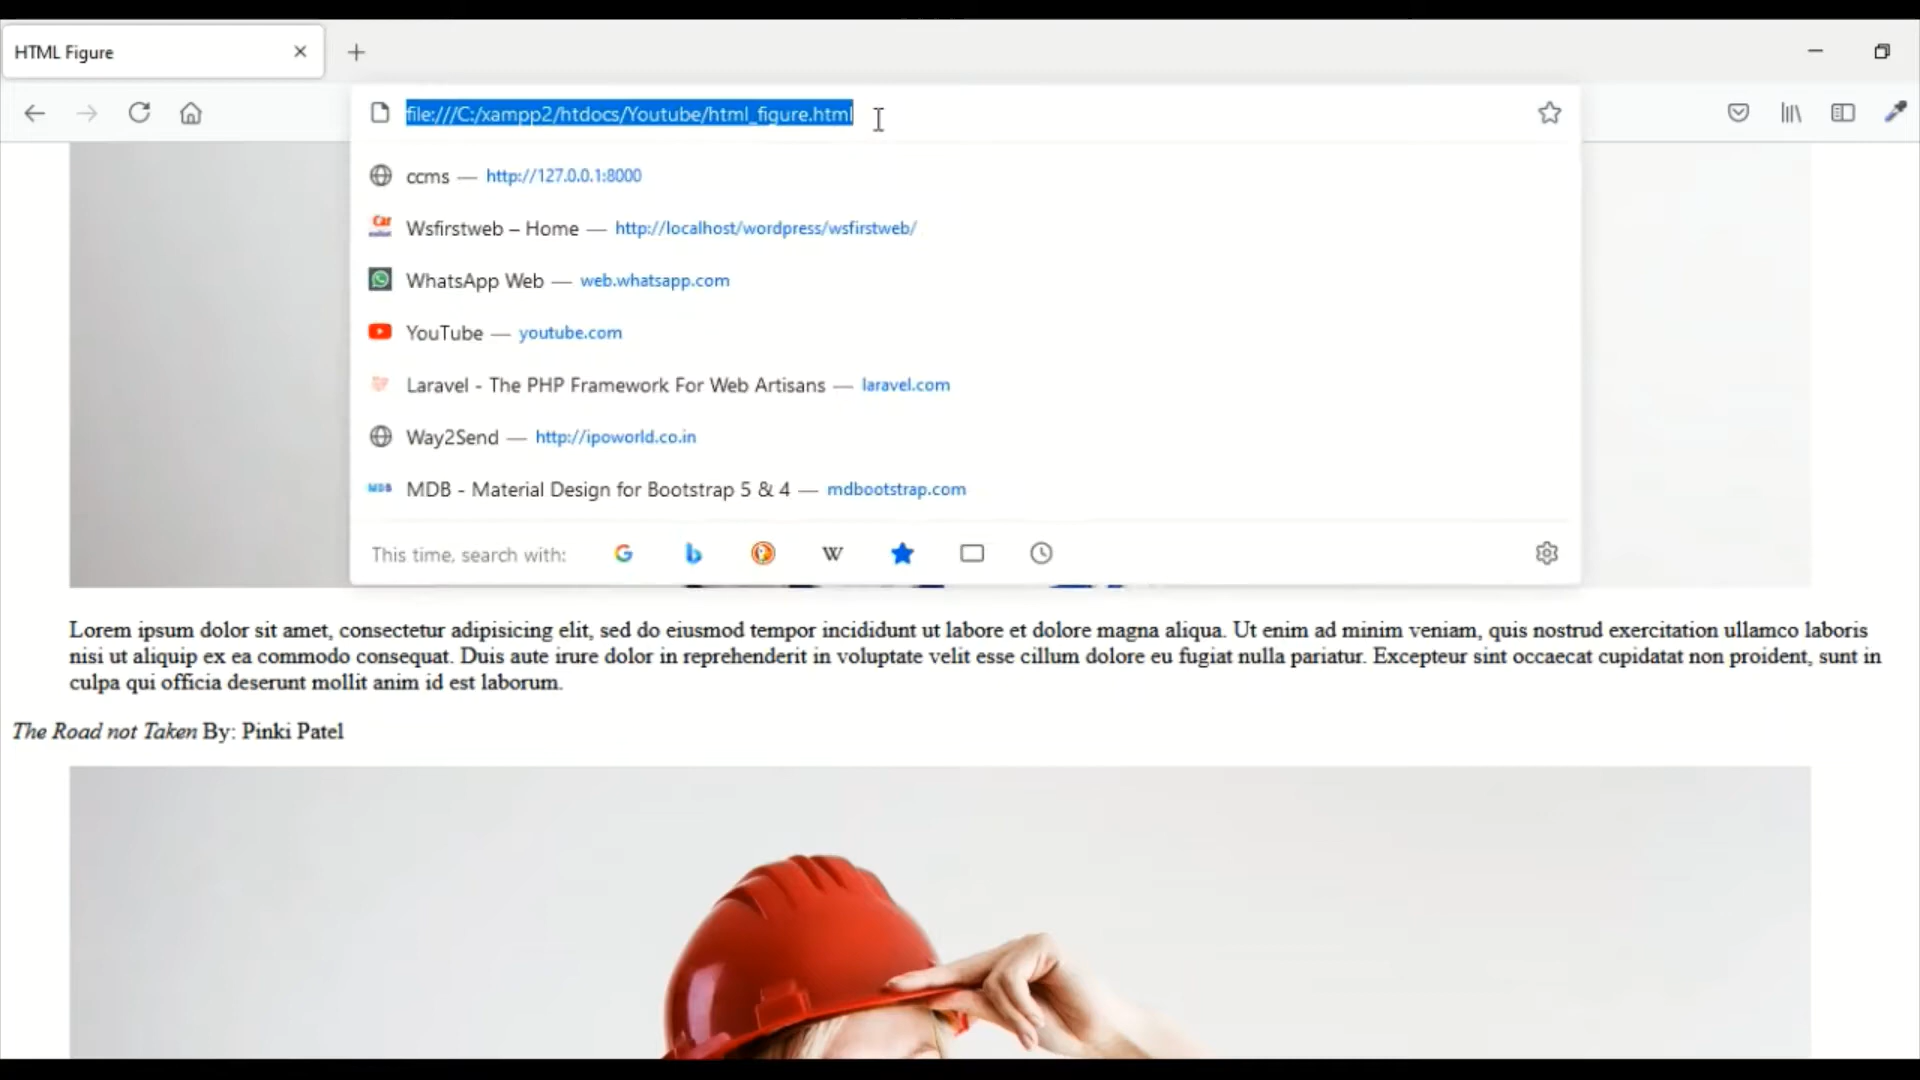 HTML Figure
file:///C:/xampp2/htdocs/Youtube/html_figure.html
ccms — http://127.0.0.1:8000
Car
Wsfirstweb – Home — http://localhost/wordpress/wsfirstweb/
WhatsApp Web — web.whatsapp.com
YouTube — youtube.com
Laravel - The PHP Framework For Web Artisans — laravel.com
Way2Send — http://ipoworld.co.in
MDB MDB - Material Design for Bootstrap 5 & 4 — mdbootstrap.com
This time, search with: G b W
Lorem ipsum dolor sit amet, consectetur adipisicing elit, sed do eiusmod tempor incididunt ut labore et dolore magna aliqua. Ut enim ad minim veniam, quis nostrud exercitation ullamco laboris
nisi ut aliquip ex ea commodo consequat. Duis aute irure dolor in reprehenderit in voluptate velit esse cillum dolore eu fugiat nulla pariatur. Excepteur sint occaecat cupidatat non proident, sunt in
culpa qui officia deserunt mollit anim id est laborum.
The Road not Taken By: Pinki Patel